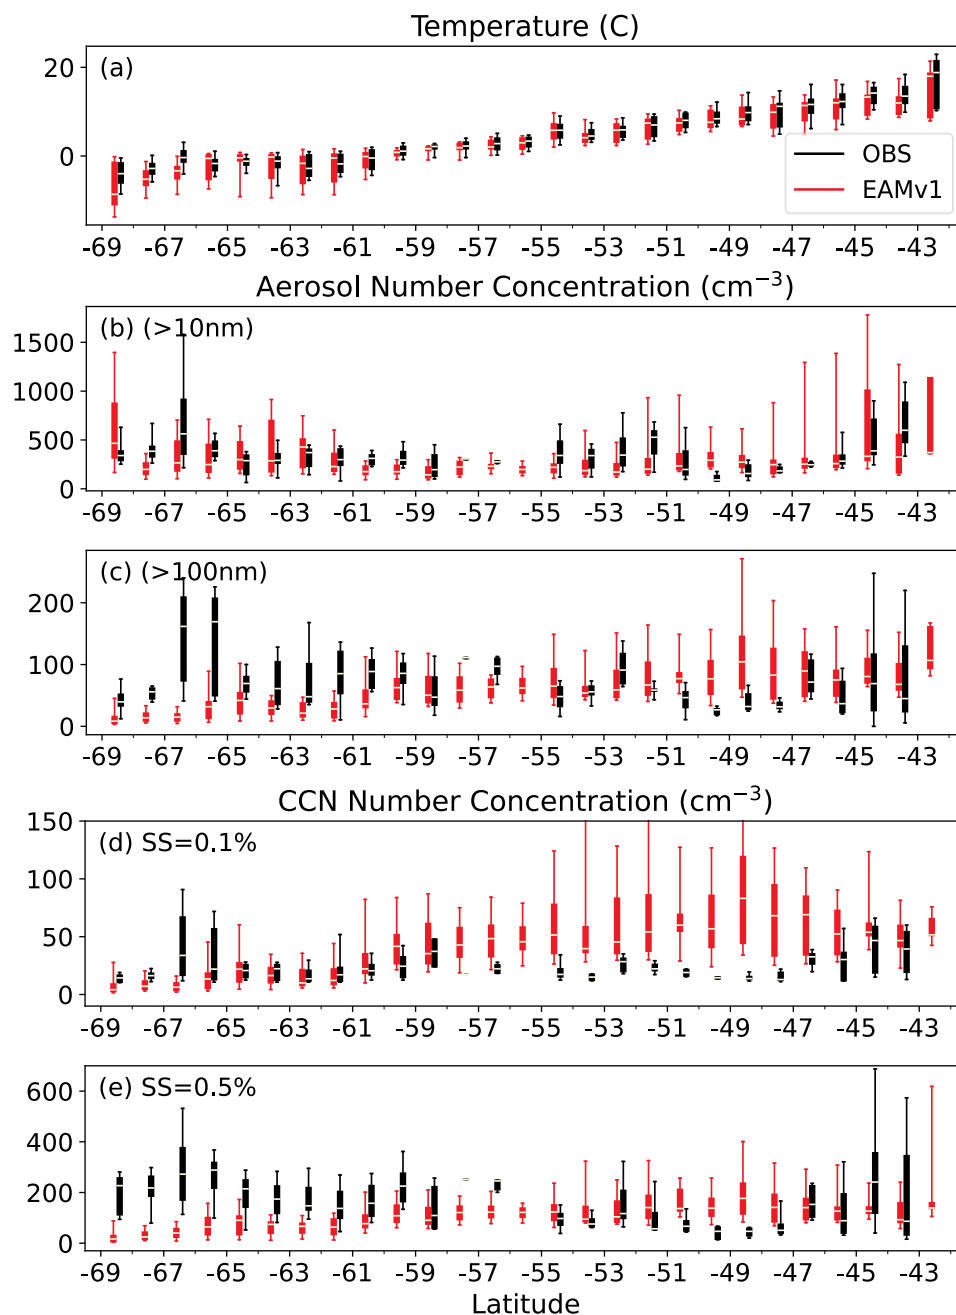 Temperature (C)
(a)
20
0
OBS
EAMv1
-69 -67 -65 -63 -61 -59 -57 -55 -53 -51 -49 -47 -45 -43
Aerosol Number Concentration (cm⁻³)
(b) (>10nm)
1500
1000
500
0
-69 -67 -65 -63 -61 -59 -57 -55 -53 -51 -49 -47 -45 -43
(c) (>100nm)
200
100
0
-69 -67 -65 -63 -61 -59 -57 -55 -53 -51 -49 -47 -45 -43
CCN Number Concentration (cm⁻³)
150
(d) SS=0.1%
100
50
0
-69 -67 -65 -63 -61 -59 -57 -55 -53 -51 -49 -47 -45 -43
(e) SS=0.5%
600
400
200
0
-69 -67 -65 -63 -61 -59 -57 -55 -53 -51 -49 -47 -45 -43
Latitude